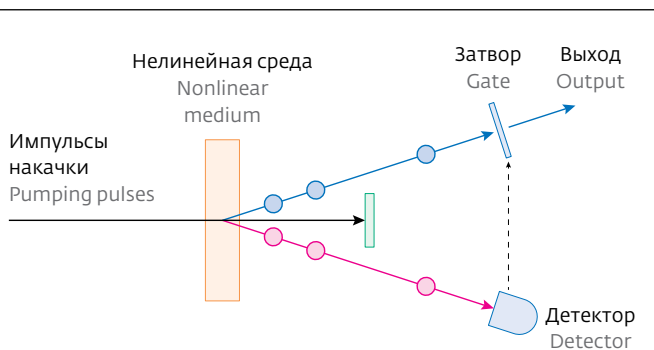 Нелинейная среда
Nonlinear
medium
Затвор
Gate
Выход
Output
Импульсы
накачки
Pumping pulses
Детектор
Detector